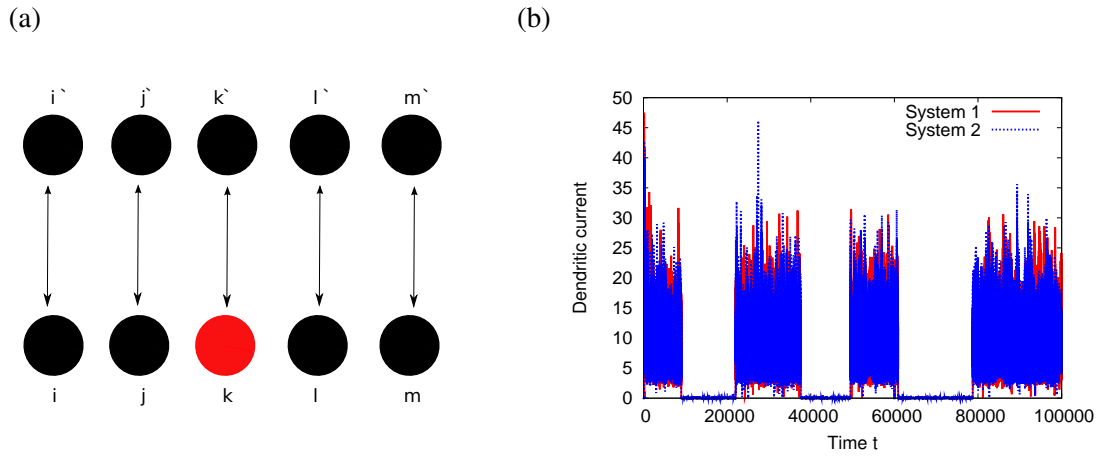 (a)
i ` j` k` l ` m`
i j k l m
(b)
Dendritic current
50
45
40
35
30
25
20
15
10
5
0
System 1
System 2
0 20000 40000 60000 80000 100000
Time t